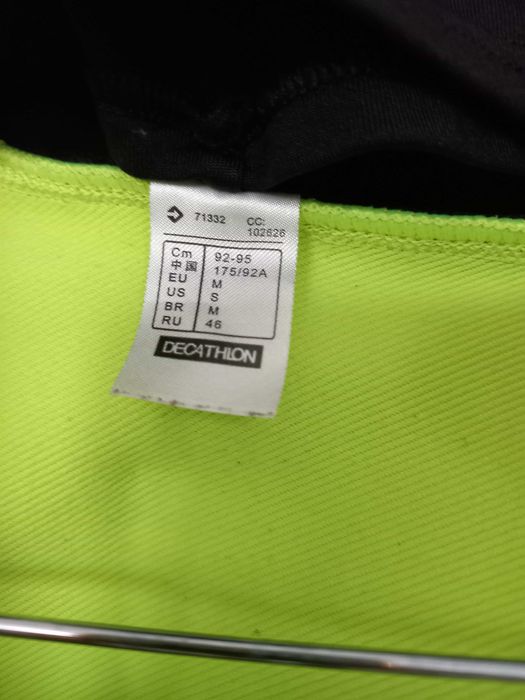 71332 CC: 102626
Cm 92-95
中国 175/92A
EU M
US S
BR M
RU 46
DECATHLON